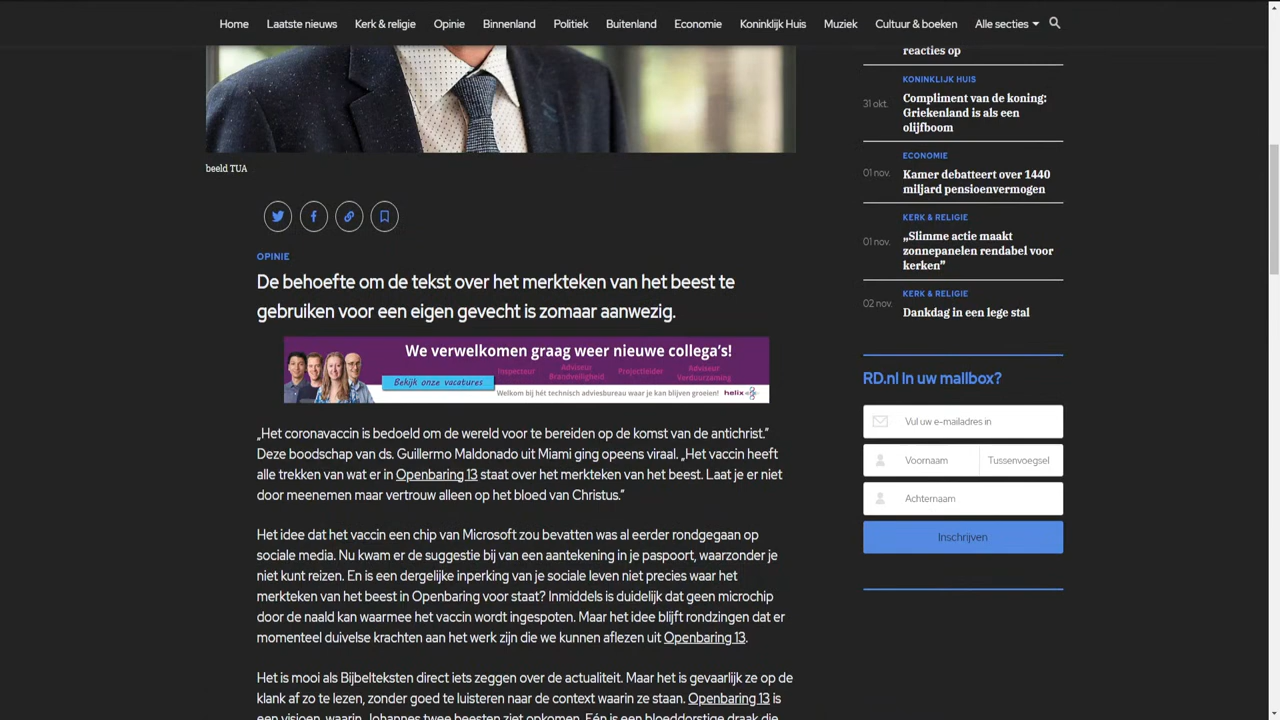 Home Laatste nieuws Kerk & religie Opinie Binnenland Politiek Buitenland Economie Koninklijk Huis Muziek Cultuur & boeken Alle secties
beeld TUA
OPINIE
De behoefte om de tekst over het merkteken van het beest te
gebruiken voor een eigen gevecht is zomaar aanwezig.
We verwelkomen graag weer nieuwe collega's!
Bekijk onze vacatures
Inspecteur
Adviseur
Brandveiligheid
Projectleider
Adviseur
Verduurzaming
Welkom bij hét technisch adviesbureau waar je kan blijven groeien!
helix
„Het coronavaccin is bedoeld om de wereld voor te bereiden op de komst van de antichrist.”
Deze boodschap van ds. Guillermo Maldonado uit Miami ging opeens viraal. „Het vaccin heeft
alle trekken van wat er in Openbaring 13 staat over het merkteken van het beest. Laat je er niet
door meenemen maar vertrouw alleen op het bloed van Christus.”
Het idee dat het vaccin een chip van Microsoft zou bevatten was al eerder rondgegaan op
sociale media. Nu kwam er de suggestie bij van een aantekening in je paspoort, waarzonder je
niet kunt reizen. En is een dergelijke inperking van je sociale leven niet precies waar het
merkteken van het beest in Openbaring voor staat? Inmiddels is duidelijk dat geen microchip
door de naald kan waarmee het vaccin wordt ingespoten. Maar het idee blijft rondzingen dat er
momenteel duivelse krachten aan het werk zijn die we kunnen aflezen uit Openbaring 13.
Het is mooi als Bijbelteksten direct iets zeggen over de actualiteit. Maar het is gevaarlijk ze op de
klank af zo te lezen, zonder goed te luisteren naar de context waarin ze staan. Openbaring 13 is
een visioen, waarin Johannes twee beesten ziet opkomen. Eén is een bloeddorstige draak die
reacties op
KONINKLIJK HUIS
31 okt.
Compliment van de koning:
Griekenland is als een
olijfboom
ECONOMIE
01 nov.
Kamer debatteert over 1440
miljard pensioenvermogen
KERK & RELIGIE
01 nov.
„Slimme actie maakt
zonnepanelen rendabel voor
kerken”
KERK & RELIGIE
02 nov.
Dankdag in een lege stal
RD.nl in uw mailbox?
Vul uw e-mailadres in
Voornaam Tussenvoegsel
Achternaam
Inschrijven